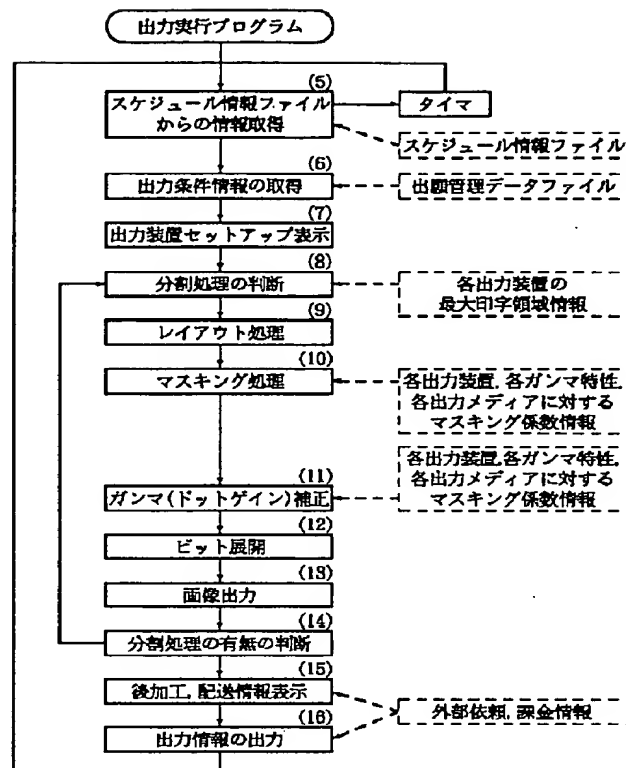 出力実行プログラム
(5)
スケジュール情報ファイル
からの情報取得
タイマ
スケジュール情報ファイル
(6)
出力条件情報の取得
出願管理データファイル
(7)
出力装置セットアップ表示
(8)
分割処理の判断
各出力装置の
最大印字領域情報
(9)
レイアウト処理
(10)
マスキング処理
各出力装置,各ガンマ特性,
各出力メディアに対する
マスキング係数情報
各出力装置,各ガンマ特性,
各出力メディアに対する
マスキング係数情報
(11)
ガンマ(ドットゲイン)補正
(12)
ビット展開
(13)
画像出力
(14)
分割処理の有無の判断
(15)
後加工,配送情報表示
外部依頼,課金情報
(16)
出力情報の出力